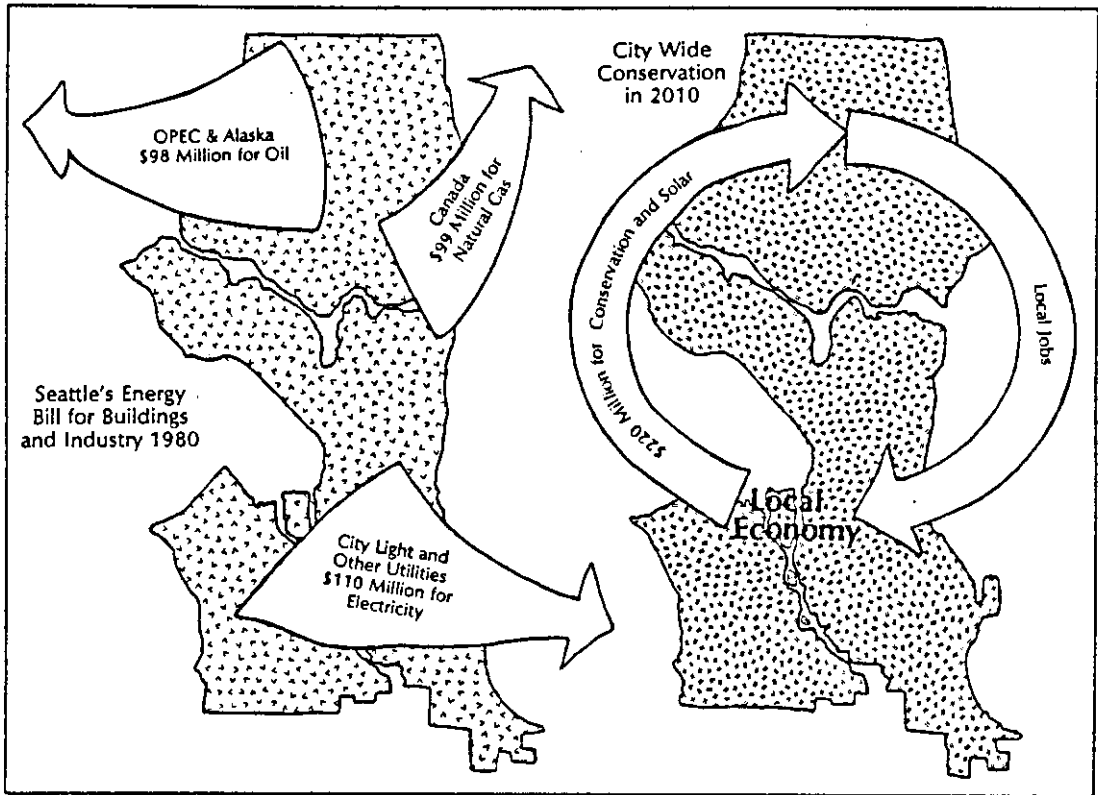 OPEC & Alaska
$98 Million for Oil
Canada
$99 Million for
Natural Gas
Seattle's Energy
Bill for Buildings
and Industry 1980
City Light and
Other Utilities
$110 Million for
Electricity
City Wide
Conservation
in 2010
$220 Million for Conservation and Solar
Local Jobs
Local
Economy